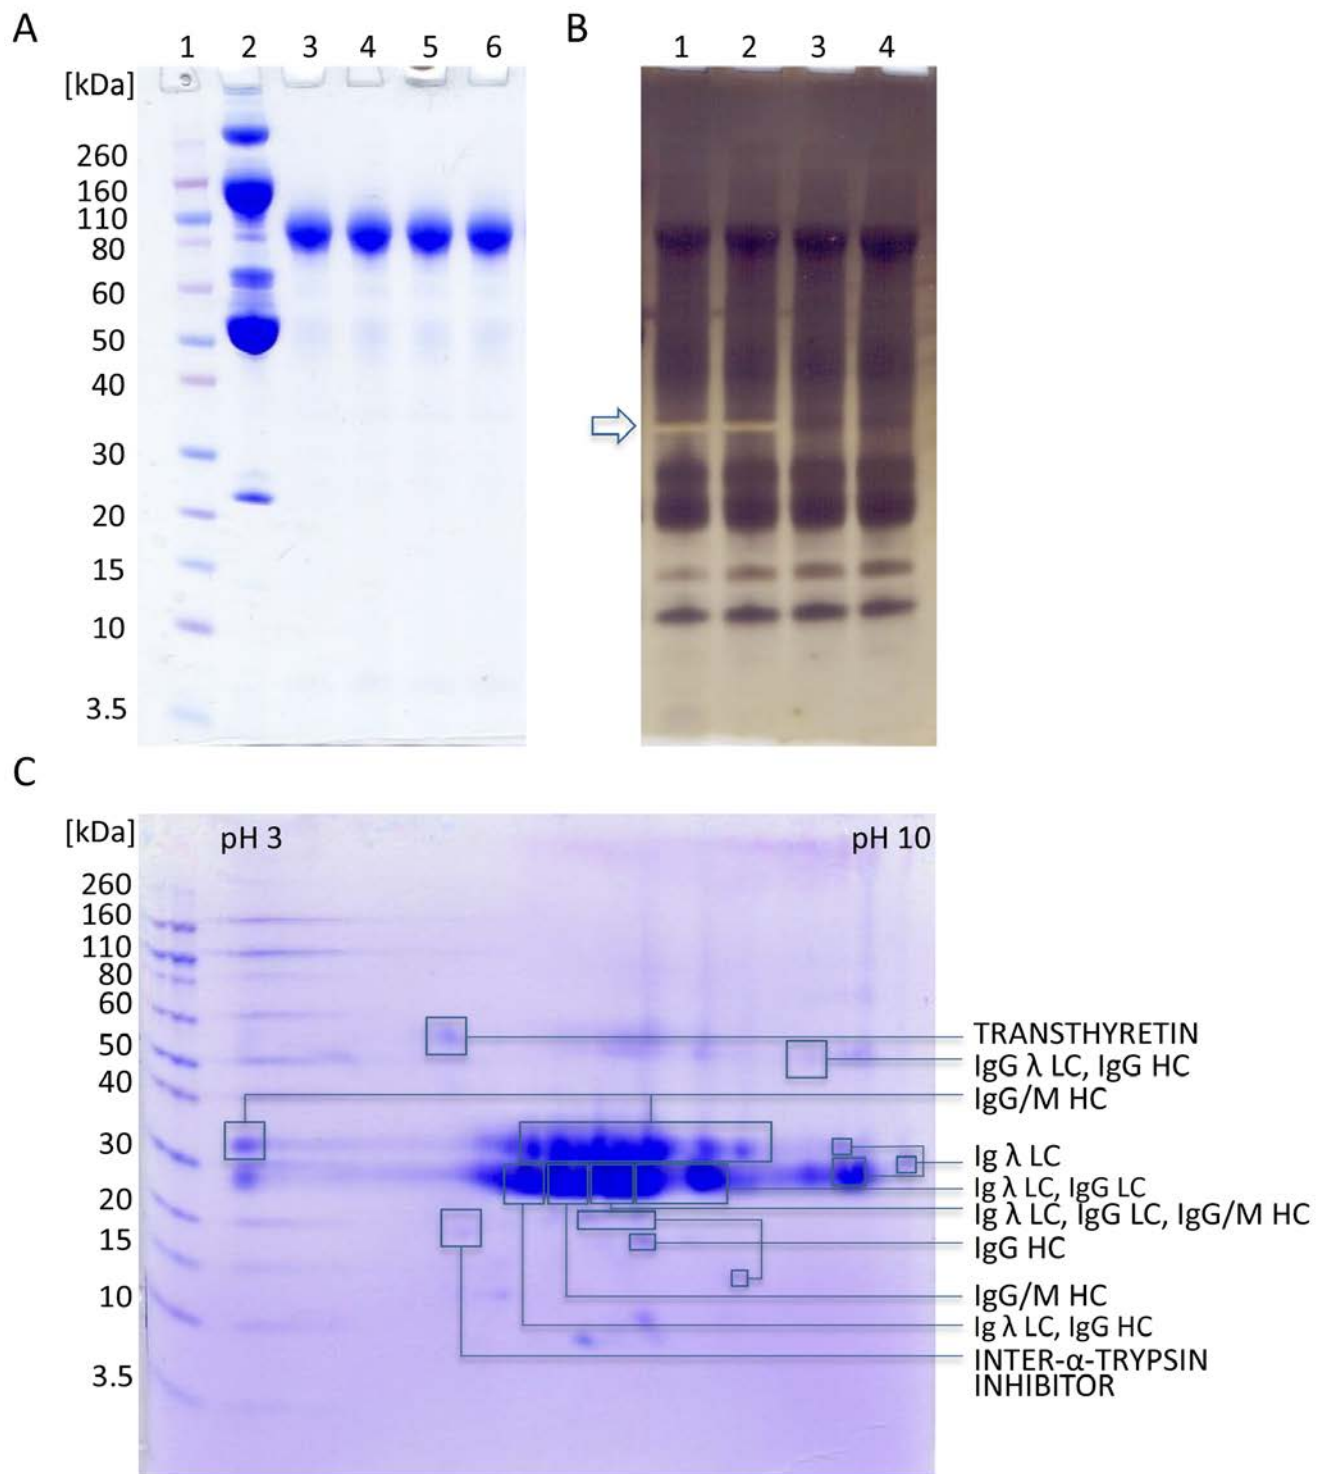 A
1 2 3 4 5 6
[kDa]
260
160
110
80
60
50
40
30
20
15
10
3.5
B
1 2 3 4
C
[kDa]
pH 3
pH 10
260
160
110
80
60
50
40
30
20
15
10
3.5
TRANSTHYRETIN
IgG λ LC, IgG HC
IgG/M HC
Ig λ LC
Ig λ LC, IgG LC
Ig λ LC, IgG LC, IgG/M HC
IgG HC
IgG/M HC
Ig λ LC, IgG HC
INTER-α-TRYPSIN
INHIBITOR